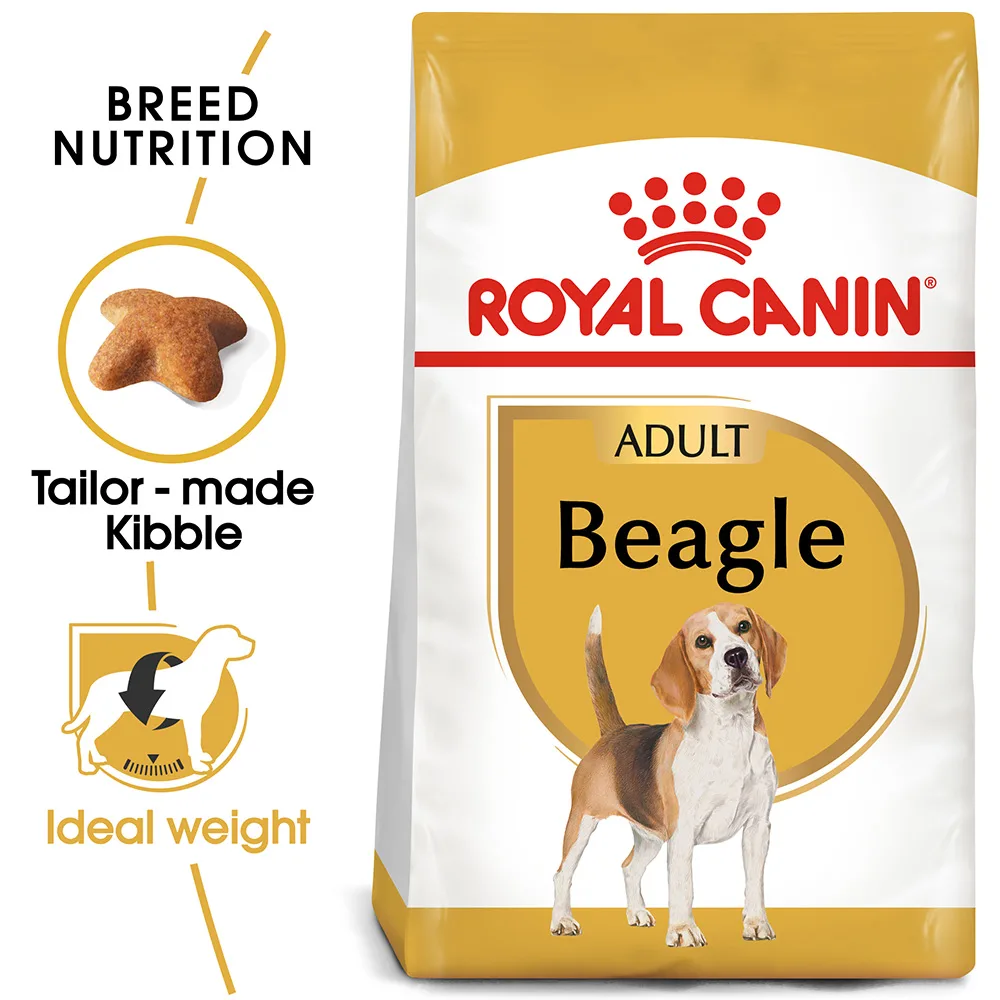 BREED
NUTRITION
Tailor - made
Kibble
Ideal weight
ROYAL CANIN®
ADULT
Beagle